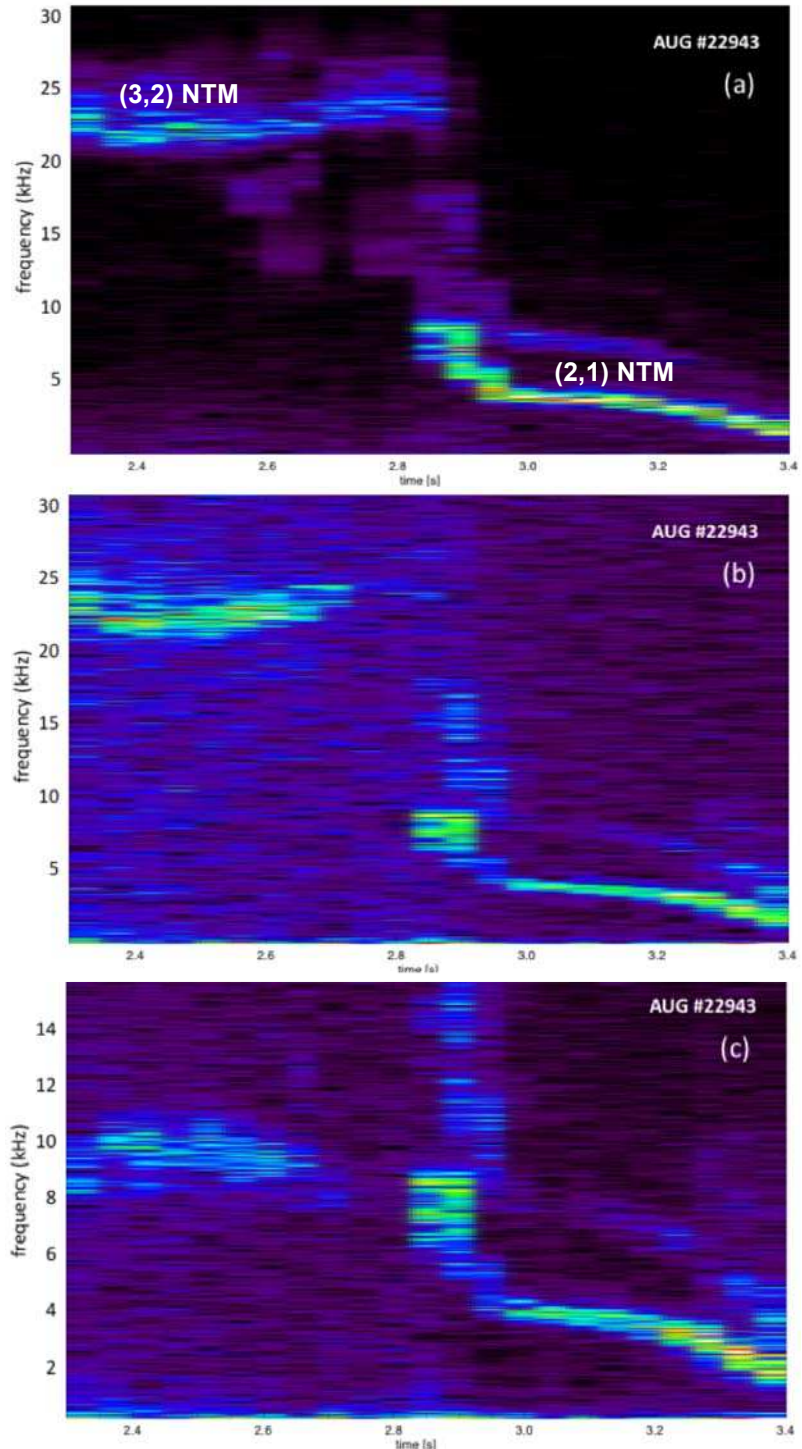 30
AUG #22943
(a)
25
(3,2) NTM
20
15
10
(2,1) NTM
5
frequency (kHz)
2.4 2.6 2.8 3.0 3.2 3.4
time [s]
30
AUG #22943
(b)
25
20
15
10
5
frequency (kHz)
2.4 2.6 2.8 3.0 3.2 3.4
time [s]
AUG #22943
14
(c)
12
10
8
6
4
2
frequency (kHz)
2.4 2.6 2.8 3.0 3.2 3.4
time [s]